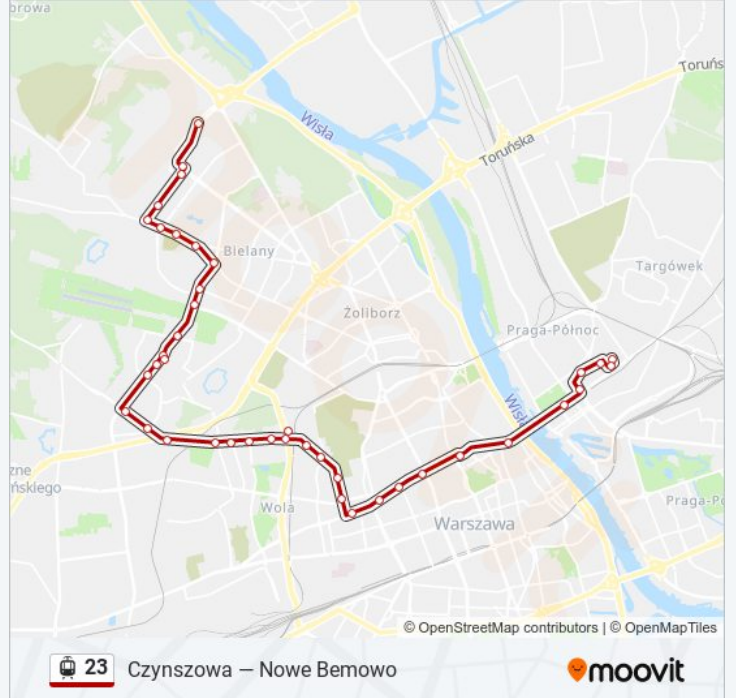 browa
Toruńs
Wisła
Toruńska
Bielany
Targówek
Żoliborz
Praga-Północ
Wisła
zne
ńskiego
Wola
Warszawa
Praga-Po
© OpenStreetMap contributors | © OpenMapTiles
23 Czynszowa — Nowe Bemowo
moovit